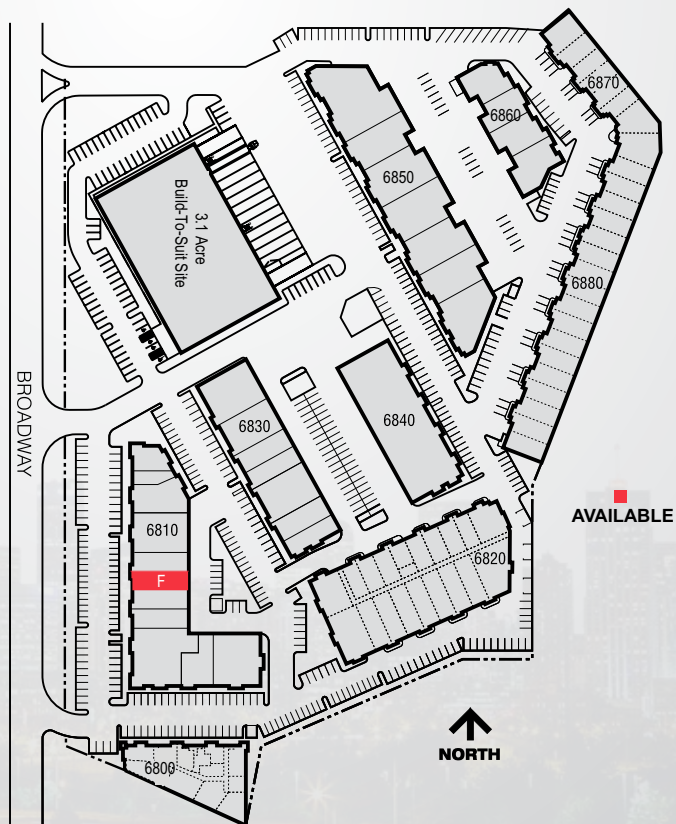 6870
6860
6850
3.1 Acre
Build-To-Suit Site
6880
BROADWAY
6830
6840
AVAILABLE
6810
6820
F
NORTH
6800